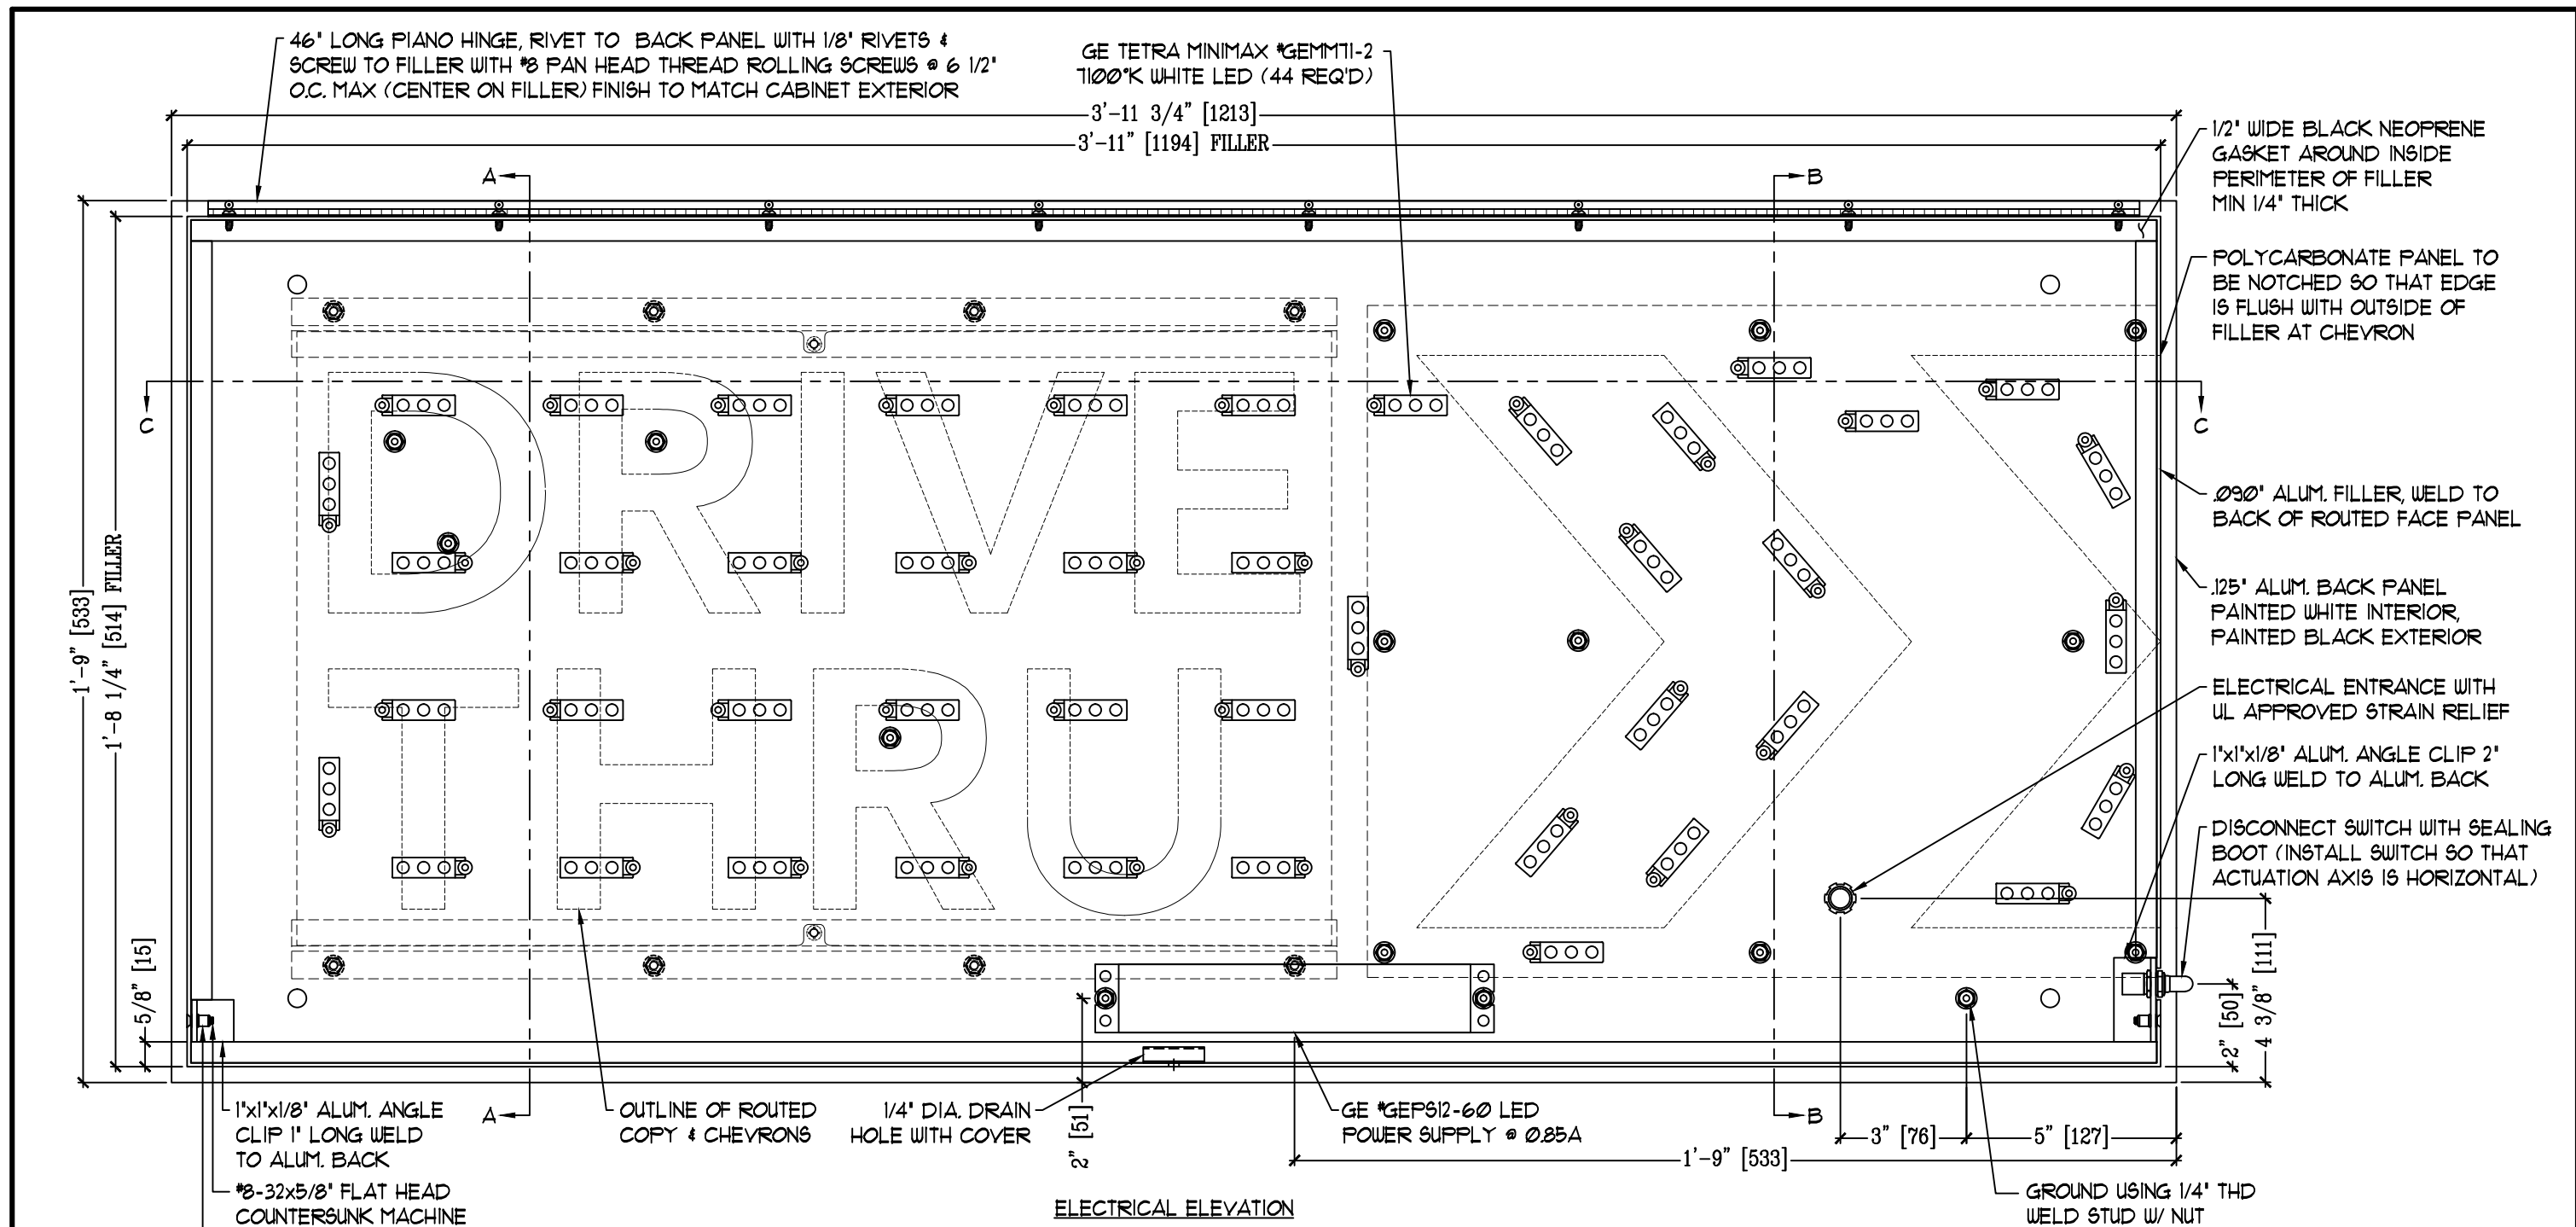 46" LONG PIANO HINGE, RIVET TO BACK PANEL WITH 1/8" RIVETS &
SCREW TO FILLER WITH #8 PAN HEAD THREAD ROLLING SCREWS @ 6 1/2"
O.C. MAX (CENTER ON FILLER) FINISH TO MATCH CABINET EXTERIOR
GE TETRA MINIMAX #GEMM71-2
7100°K WHITE LED (44 REQ'D)
3'-11 3/4" [1213]
3'-11" [1194] FILLER
1/2" WIDE BLACK NEOPRENE
GASKET AROUND INSIDE
PERIMETER OF FILLER
MIN 1/4" THICK
A
B
POLYCARBONATE PANEL TO
BE NOTCHED SO THAT EDGE
IS FLUSH WITH OUTSIDE OF
FILLER AT CHEVRON
C
C
DRIVE
THRU
.090" ALUM. FILLER, WELD TO
BACK OF ROUTED FACE PANEL
.125" ALUM. BACK PANEL
PAINTED WHITE INTERIOR,
PAINTED BLACK EXTERIOR
1'-9" [533]
1'-8 1/4" [514] FILLER
ELECTRICAL ENTRANCE WITH
UL APPROVED STRAIN RELIEF
1"x1"x1/8" ALUM. ANGLE CLIP 2"
LONG WELD TO ALUM. BACK
DISCONNECT SWITCH WITH SEALING
BOOT (INSTALL SWITCH SO THAT
ACTUATION AXIS IS HORIZONTAL)
5/8" [15]
2" [50]
4 3/8" [111]
1"x1"x1/8" ALUM. ANGLE
CLIP 1" LONG WELD
TO ALUM. BACK
A
OUTLINE OF ROUTED
COPY & CHEVRONS
1/4" DIA. DRAIN
HOLE WITH COVER
2" [51]
GE #GEPS12-60 LED
POWER SUPPLY @ 0.85A
B
3" [76]
5" [127]
1'-9" [533]
#8-32x5/8" FLAT HEAD
COUNTERSUNK MACHINE
ELECTRICAL ELEVATION
GROUND USING 1/4" THD
WELD STUD W/ NUT